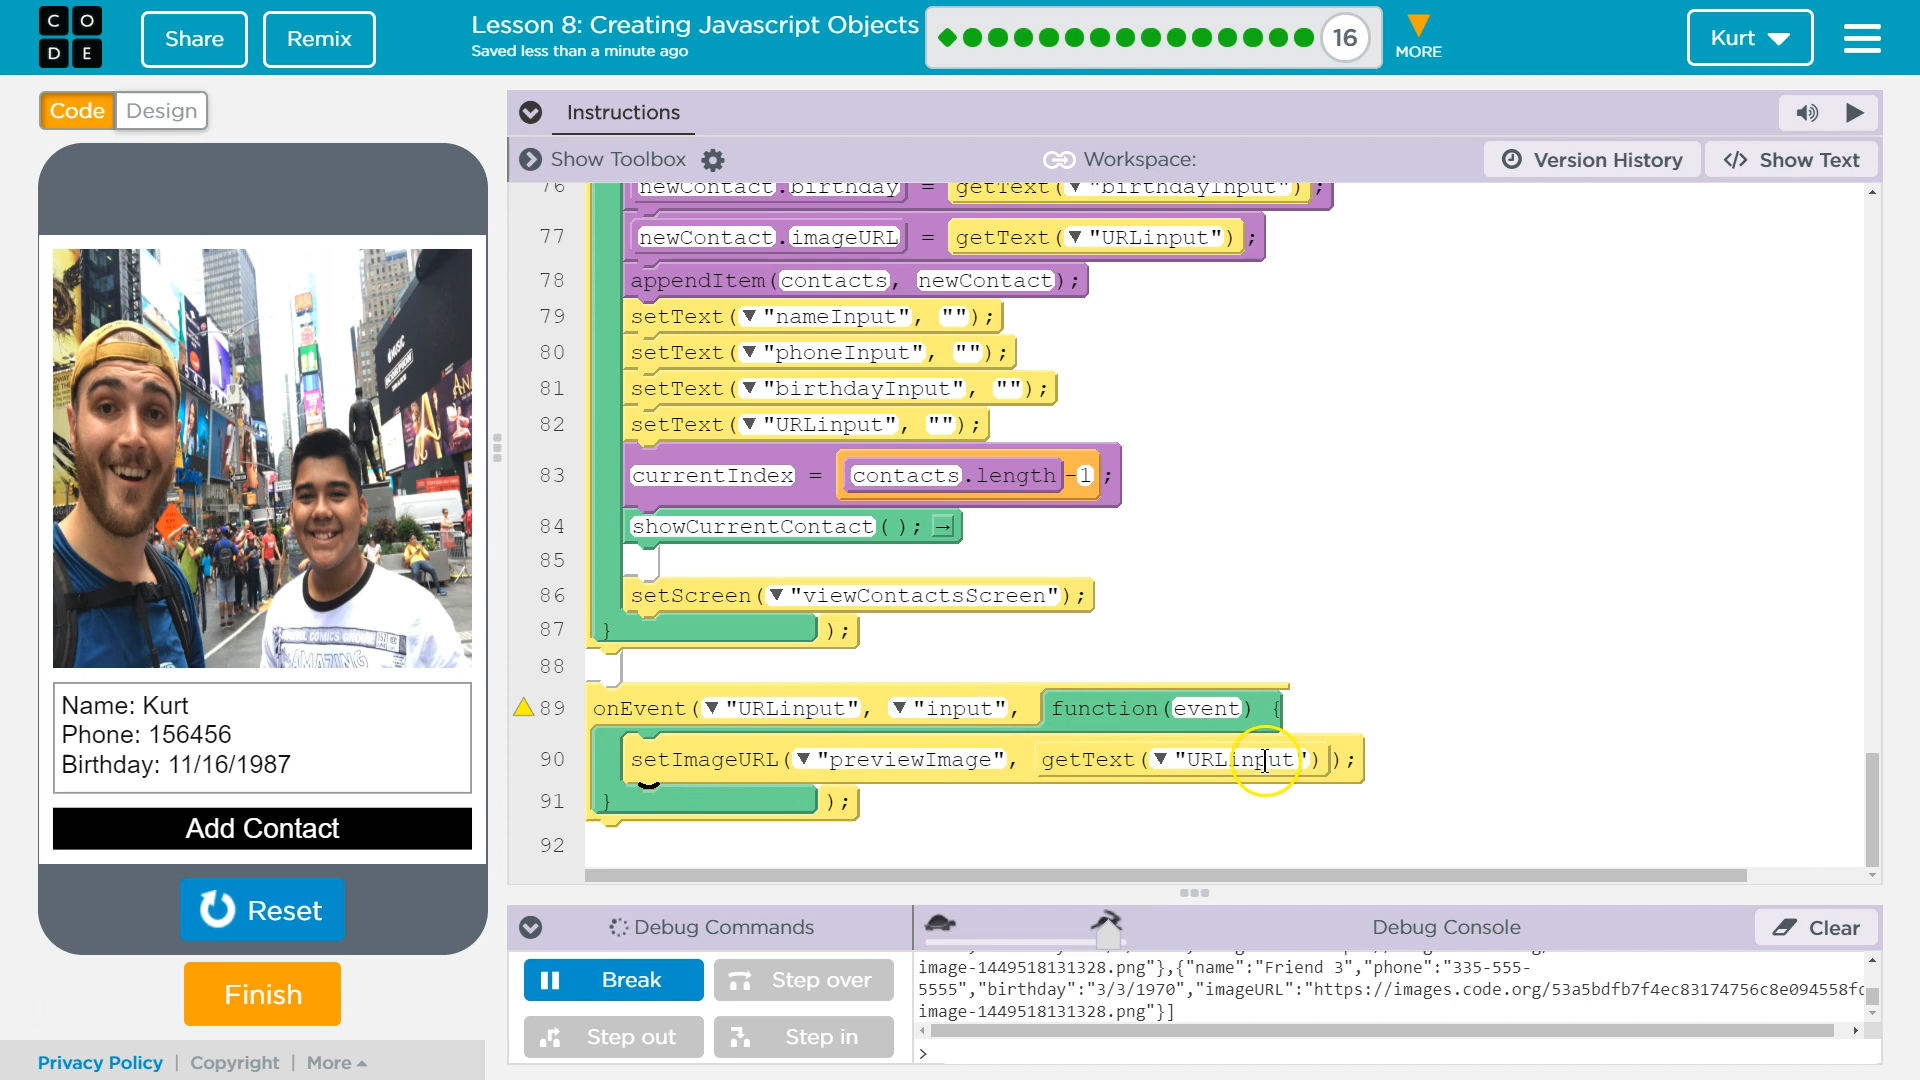 C O
D E
Share
Remix
Lesson 8: Creating Javascript Objects
Saved less than a minute ago
16
MORE
Kurt
Code
Design
Instructions
Show Toolbox
Workspace:
Version History
</> Show Text
76 newContact.birthday = getText(▼ "birthdayInput");
77 newContact.imageURL = getText(▼ "URLinput");
78 appendItem(contacts, newContact);
79 setText(▼ "nameInput", "");
80 setText(▼ "phoneInput", "");
81 setText(▼ "birthdayInput", "");
82 setText(▼ "URLinput", "");
83 currentIndex = contacts.length-1;
84 showCurrentContact( ); →
85
86 setScreen(▼ "viewContactsScreen");
87 } );
88
89 onEvent(▼ "URLinput", ▼ "input", function(event) {
90 setImageURL(▼ "previewImage", getText(▼ "URLinput"));
91 } );
92
Name: Kurt
Phone: 156456
Birthday: 11/16/1987
Add Contact
Reset
Finish
Privacy Policy | Copyright | More
Debug Commands
Break
Step over
Step out
Step in
Debug Console
Clear
image-1449518131328.png"},{"name":"Friend 3","phone":"335-555-
5555","birthday":"3/3/1970","imageURL":"https://images.code.org/53a5bdfb7f4ec83174756c8e094558fc
image-1449518131328.png"}]
>